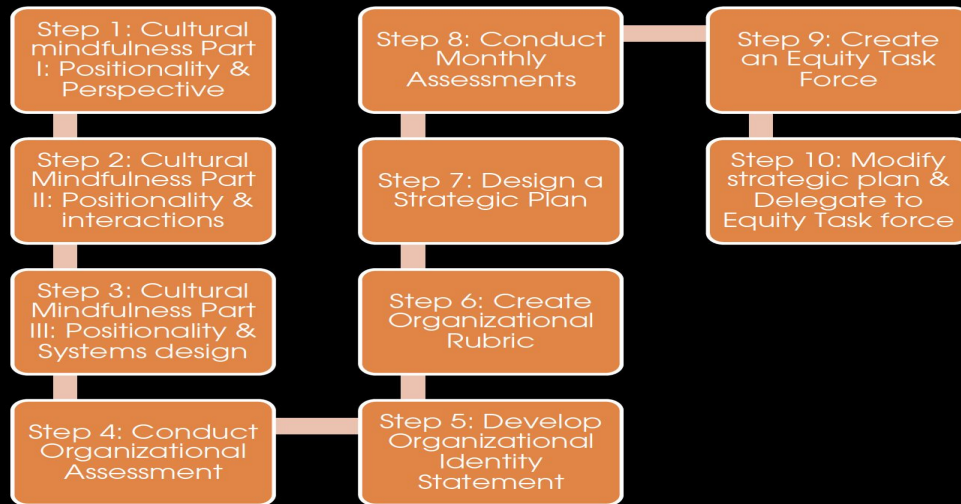 Step 1: Cultural
mindfulness Part
I: Positionality &
Perspective
Step 2: Cultural
Mindfulness Part
II: Positionality &
interactions
Step 3: Cultural
Mindfulness Part
III: Positionality &
Systems design
Step 4: Conduct
Organizational
Assessment
Step 5: Develop
Organizational
Identity
Statement
Step 6: Create
Organizational
Rubric
Step 7: Design a
Strategic Plan
Step 8: Conduct
Monthly
Assessments
Step 9: Create
an Equity Task
Force
Step 10: Modify
strategic plan &
Delegate to
Equity Task force